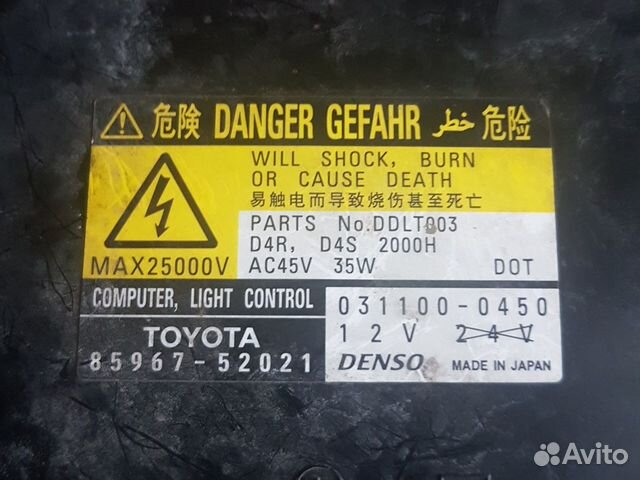 危険 DANGER GEFAHR خطر 危险
WILL SHOCK, BURN
OR CAUSE DEATH
易触电而导致烧伤甚至死亡
MAX25000V
PARTS No.DDLT003
D4R, D4S 2000H
AC45V 35W DOT
COMPUTER, LIGHT CONTROL
TOYOTA
85967-52021
031100-0450
12V 24V
DENSO MADE IN JAPAN
Avito